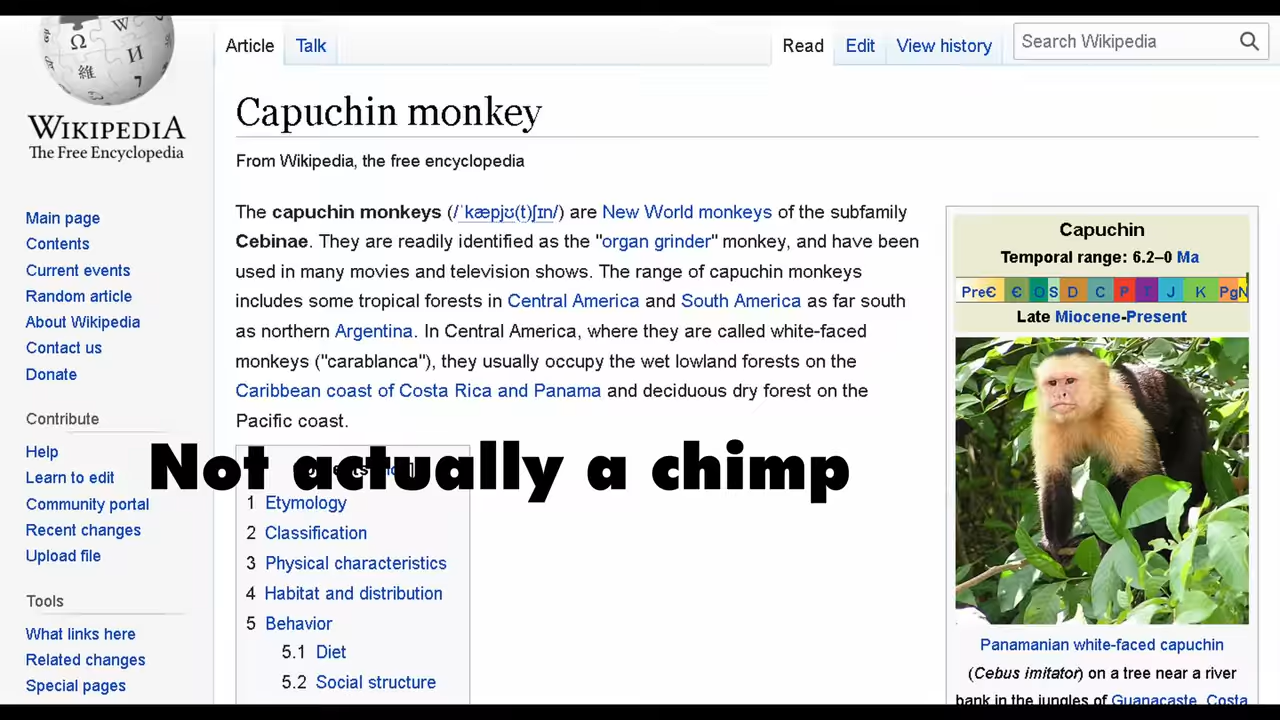 Article
Talk
Read
Edit
View history
Search Wikipedia
WIKIPEDIA
The Free Encyclopedia
Main page
Contents
Current events
Random article
About Wikipedia
Contact us
Donate
Contribute
Help
Learn to edit
Community portal
Recent changes
Upload file
Tools
What links here
Related changes
Special pages
Capuchin monkey
From Wikipedia, the free encyclopedia
The capuchin monkeys (/ˈkæpjʊ(t)ʃɪn/) are New World monkeys of the subfamily
Cebinae. They are readily identified as the "organ grinder" monkey, and have been
used in many movies and television shows. The range of capuchin monkeys
includes some tropical forests in Central America and South America as far south
as northern Argentina. In Central America, where they are called white-faced
monkeys ("carablanca"), they usually occupy the wet lowland forests on the
Caribbean coast of Costa Rica and Panama and deciduous dry forest on the
Pacific coast.
Not actually a chimp
1 Etymology
2 Classification
3 Physical characteristics
4 Habitat and distribution
5 Behavior
5.1 Diet
5.2 Social structure
Capuchin
Temporal range: 6.2–0 Ma
PreꞒ Ꞓ O S D C P T J K Pg N
Late Miocene-Present
Panamanian white-faced capuchin
(Cebus imitator) on a tree near a river
bank in the jungles of Guanacaste, Costa